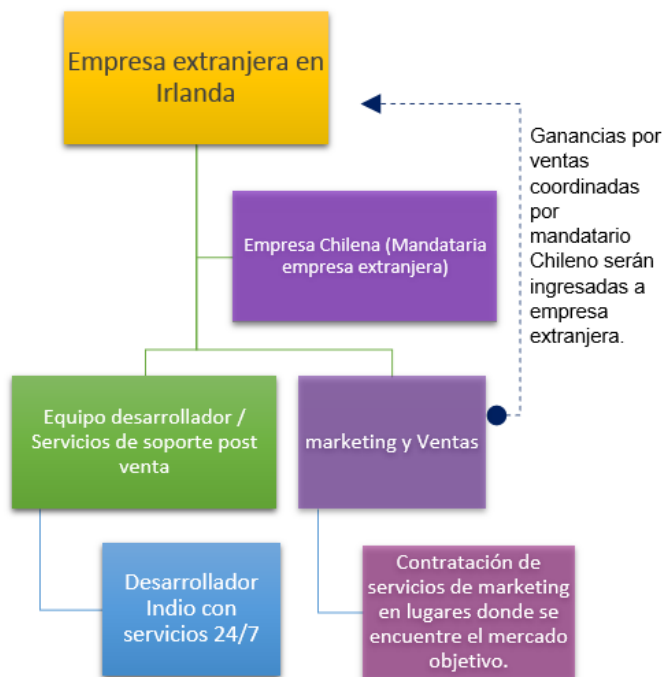 Empresa extranjera en
Irlanda
Ganancias por
ventas
coordinadas
por
mandatario
Chileno serán
ingresadas a
empresa
extranjera.
Empresa Chilena (Mandataria
empresa extranjera)
Equipo desarrollador /
Servicios de soporte post
venta
marketing y Ventas
Desarrollador
Indio con
servicios 24/7
Contratación de
servicios de marketing
en lugares donde se
encuentre el mercado
objetivo.